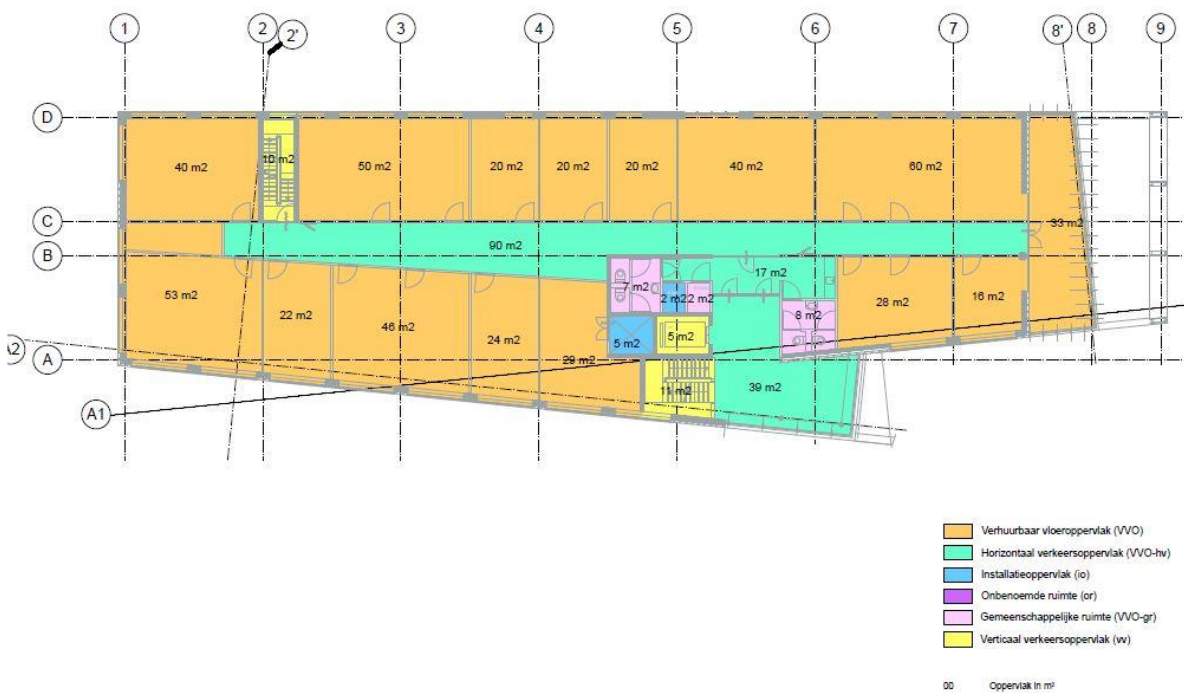 1 2 2' 3 4 5 6 7 8' 8 9
D
40 m2 10 m2 50 m2 20 m2 20 m2 20 m2 40 m2 60 m2
C
33 m2
90 m2
B
17 m2
53 m2 7 m2 2 m2 2 m2 28 m2 16 m2
22 m2 46 m2 8 m2
24 m2 5 m2 5 m2
A2 29 m2
A
11 m2 39 m2
A1
Verhuurbaar vloeroppervlak (VVO)
Horizontaal verkeersoppervlak (VVO-hv)
Installatieoppervlak (io)
Onbenoemde ruimte (or)
Gemeenschappelijke ruimte (VVO-gr)
Verticaal verkeersoppervlak (vv)
00 Oppervlak in m²